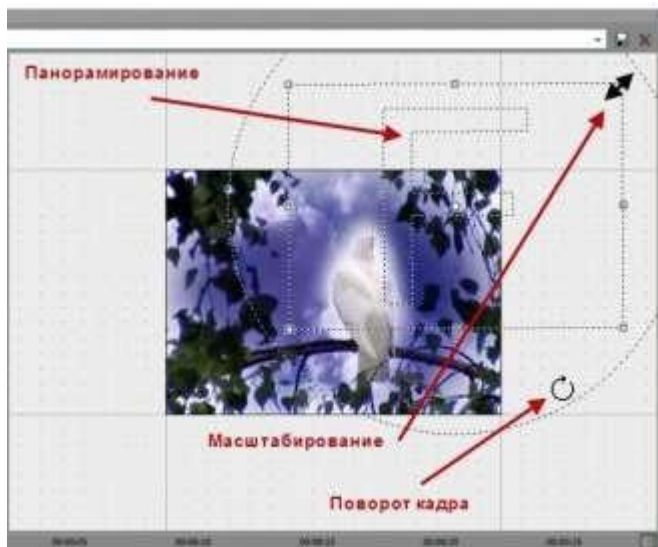 Панорамирование
Масштабирование
Поворот кадра